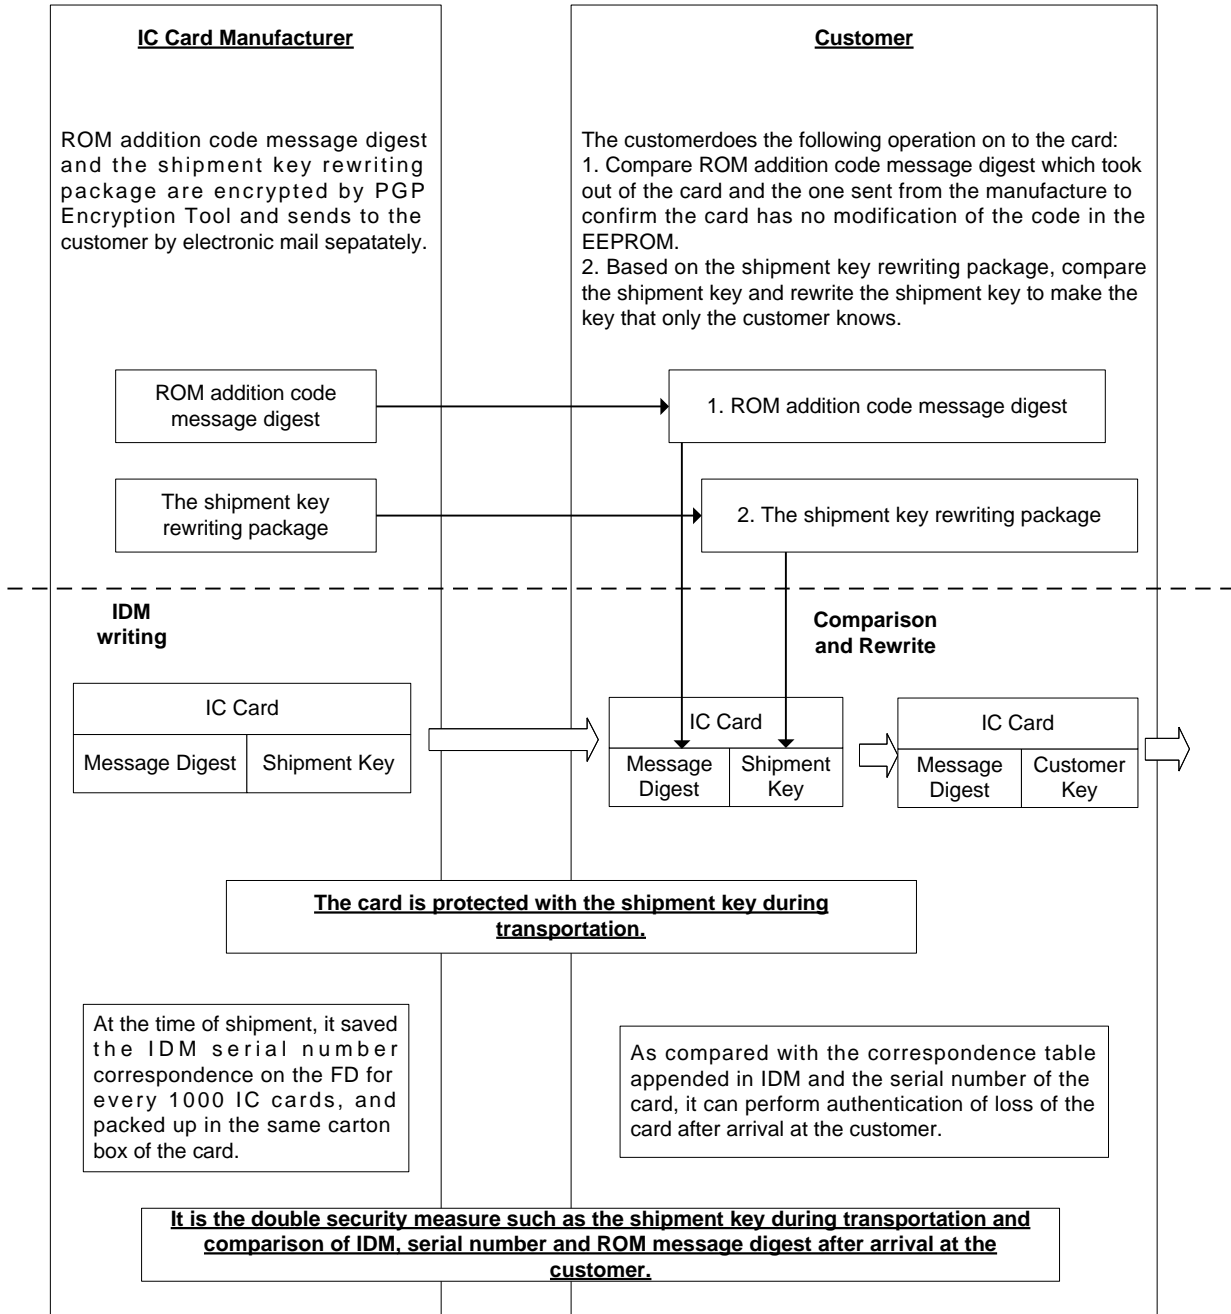 IC Card Manufacturer
Customer
ROM addition code message digest
and the shipment key rewriting
package are encrypted by PGP
Encryption Tool and sends to the
customer by electronic mail sepatately.
The customerdoes the following operation on to the card:
1. Compare ROM addition code message digest which took
out of the card and the one sent from the manufacture to
confirm the card has no modification of the code in the
EEPROM.
2. Based on the shipment key rewriting package, compare
the shipment key and rewrite the shipment key to make the
key that only the customer knows.
ROM addition code
message digest
1. ROM addition code message digest
The shipment key
rewriting package
2. The shipment key rewriting package
IDM
writing
Comparison
and Rewrite
IC Card
Message Digest
Shipment Key
IC Card
Message
Digest
Shipment
Key
IC Card
Message
Digest
Customer
Key
The card is protected with the shipment key during
transportation.
At the time of shipment, it saved
the IDM serial number
correspondence on the FD for
every 1000 IC cards, and
packed up in the same carton
box of the card.
As compared with the correspondence table
appended in IDM and the serial number of the
card, it can perform authentication of loss of the
card after arrival at the customer.
It is the double security measure such as the shipment key during transportation and
comparison of IDM, serial number and ROM message digest after arrival at the
customer.